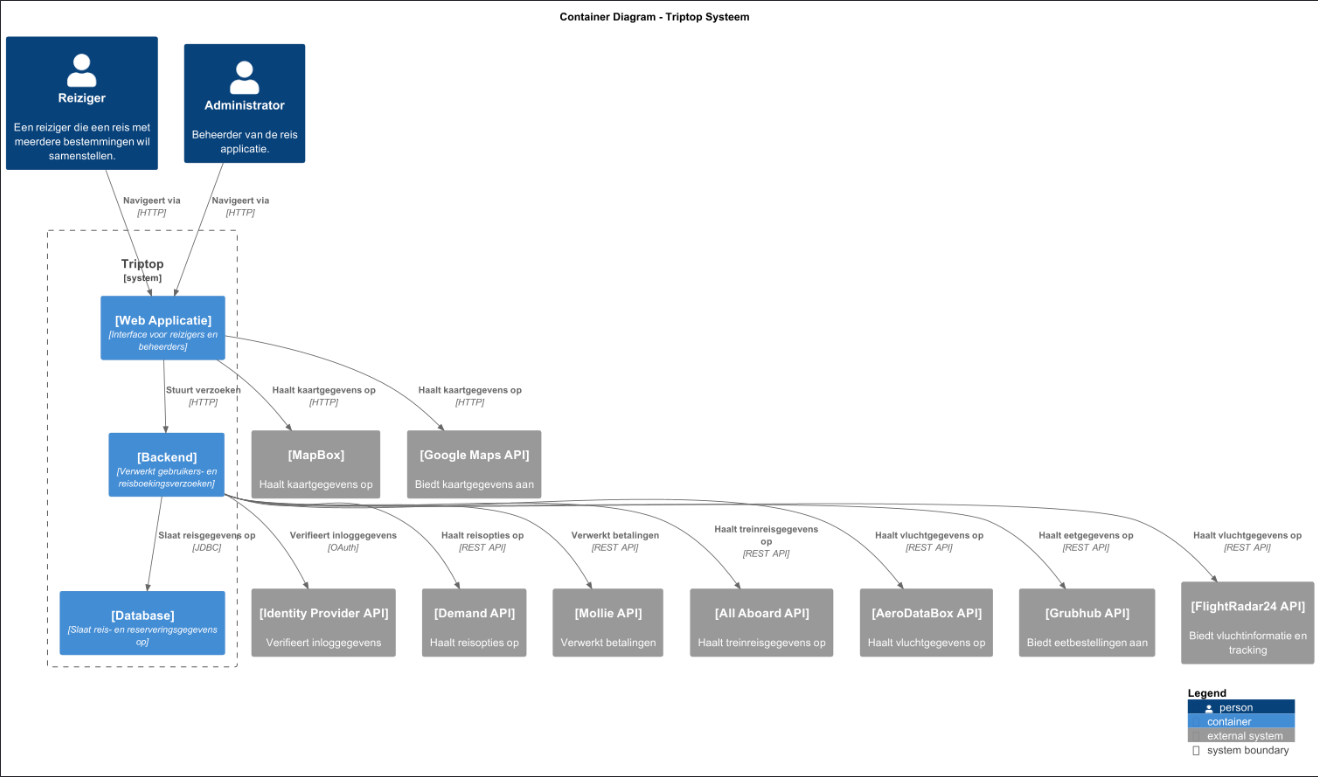 Container Diagram - Triptop Systeem
Reiziger
Een reiziger die een reis met
meerdere bestemmingen wil
samenstellen.
Administrator
Beheerder van de reis
applicatie.
Navigeert via
[HTTP]
Navigeert via
[HTTP]
Triptop
[system]
[Web Applicatie]
[Interface voor reizigers en
beheerders]
Stuurt verzoeken
[HTTP]
Haalt kaartgegevens op
[HTTP]
Haalt kaartgegevens op
[HTTP]
[Backend]
[Verwerkt gebruikers- en
reisboekingsverzoeken]
[MapBox]
Haalt kaartgegevens op
[Google Maps API]
Biedt kaartgegevens aan
Slaat reisgegevens op
[JDBC]
Verifieert inloggegevens
[OAuth]
Haalt reisopties op
[REST API]
Verwerkt betalingen
[REST API]
Haalt treinreisgegevens
op
[REST API]
Haalt vluchtgegevens op
[REST API]
Haalt eetgegevens op
[REST API]
Haalt vluchtgegevens op
[REST API]
[Database]
[Slaat reis- en reserveringsgegevens
op]
[Identity Provider API]
Verifieert inloggegevens
[Demand API]
Haalt reisopties op
[Mollie API]
Verwerkt betalingen
[All Aboard API]
Haalt treinreisgegevens op
[AeroDataBox API]
Haalt vluchtgegevens op
[Grubhub API]
Biedt eetbestellingen aan
[FlightRadar24 API]
Biedt vluchtinformatie en
tracking
Legend
person
container
external system
system boundary